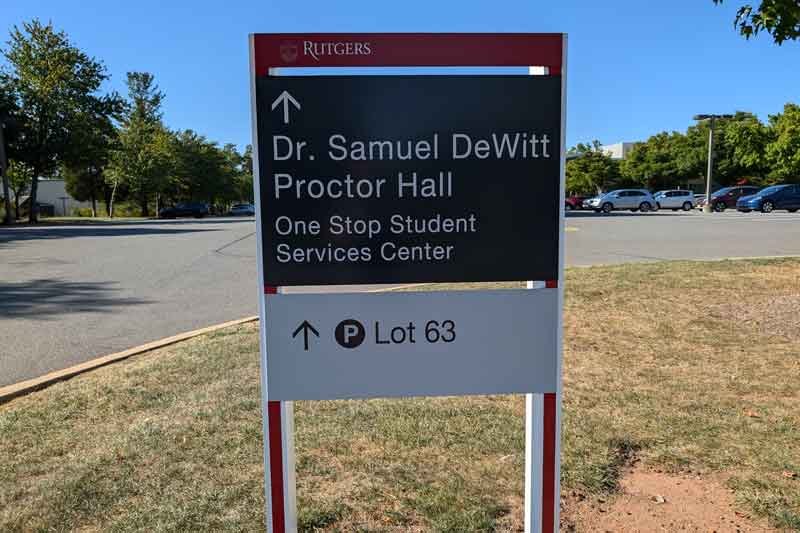 RUTGERS
↑
Dr. Samuel DeWitt
Proctor Hall
One Stop Student
Services Center
↑ P Lot 63